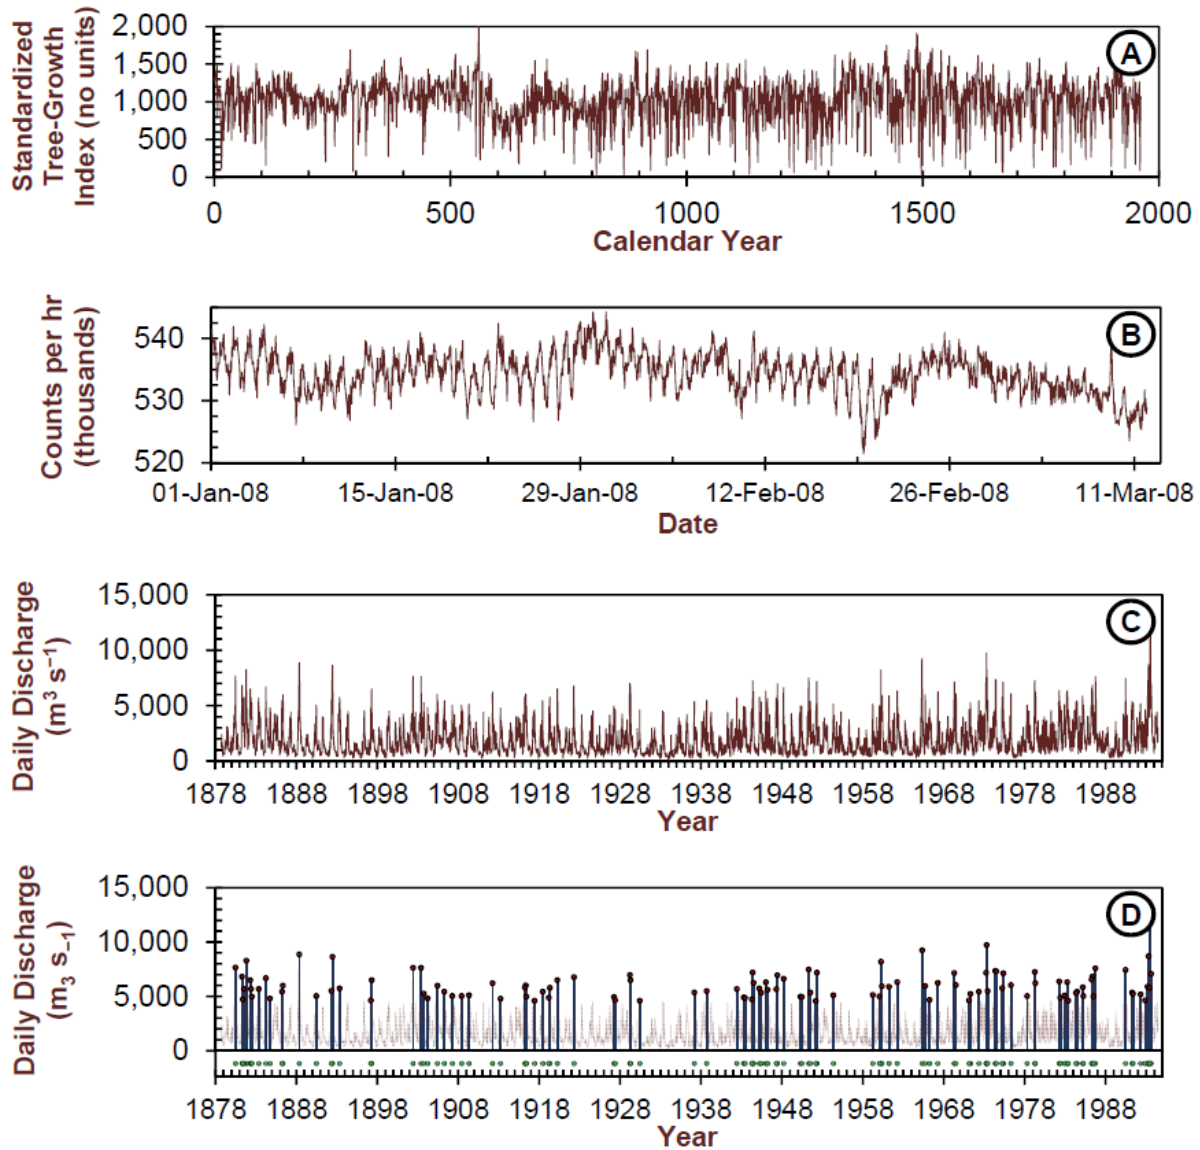 Standardized
Tree-Growth
Index (no units)
2,000
1,500
1,000
500
0
A
0 500 1000 1500 2000
Calendar Year
Counts per hr
(thousands)
540
530
520
B
01-Jan-08 15-Jan-08 29-Jan-08 12-Feb-08 26-Feb-08 11-Mar-08
Date
Daily Discharge
(m³ s⁻¹)
15,000
10,000
5,000
0
C
1878 1888 1898 1908 1918 1928 1938 1948 1958 1968 1978 1988
Year
Daily Discharge
(m₃ s₋₁)
15,000
10,000
5,000
0
D
1878 1888 1898 1908 1918 1928 1938 1948 1958 1968 1978 1988
Year